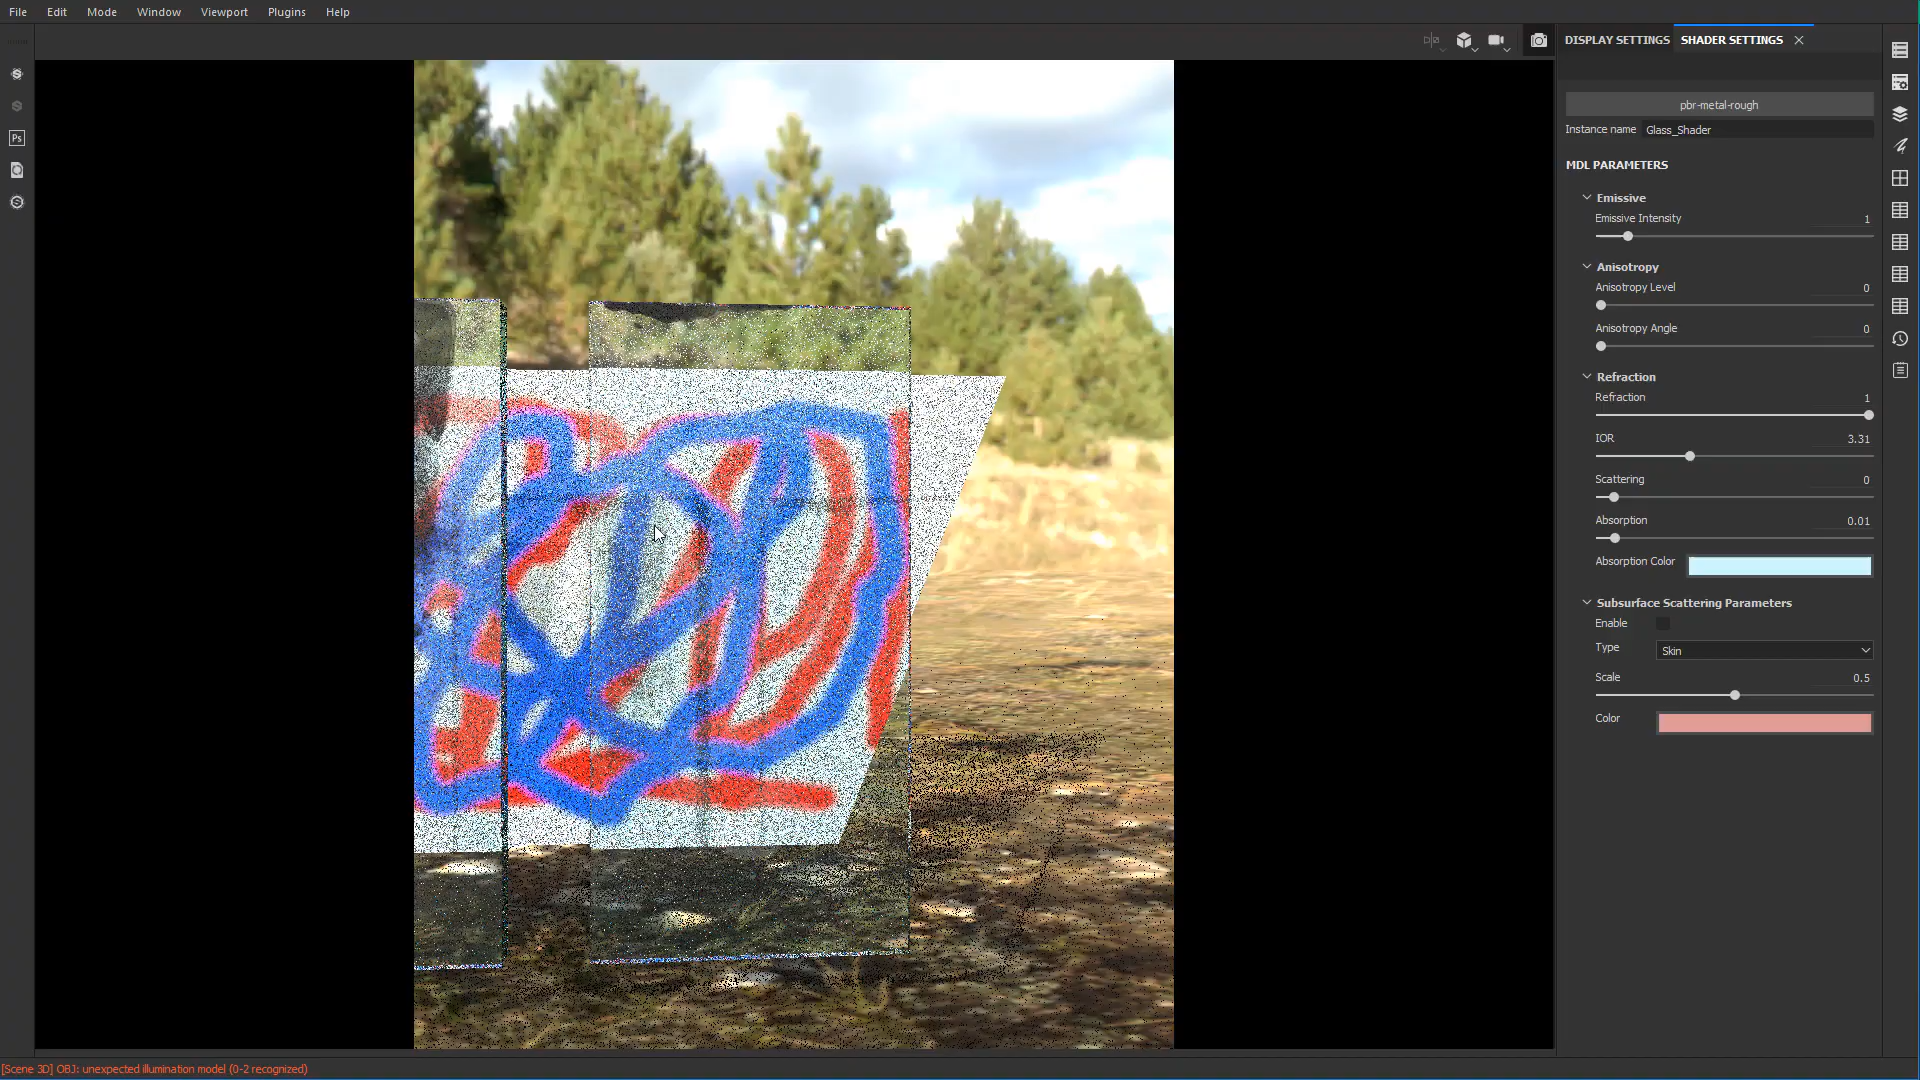 File Edit Mode Window Viewport Plugins Help
DISPLAY SETTINGS SHADER SETTINGS
Ps
pbr-metal-rough
Instance name Glass_Shader
MDL PARAMETERS
Emissive
Emissive Intensity 1
Anisotropy
Anisotropy Level 0
Anisotropy Angle 0
Refraction
Refraction 1
IOR 3.31
Scattering 0
Absorption 0.01
Absorption Color
Subsurface Scattering Parameters
Enable
Type Skin
Scale 0.5
Color
[Scene 3D] OBJ: unexpected illumination model (0-2 recognized)